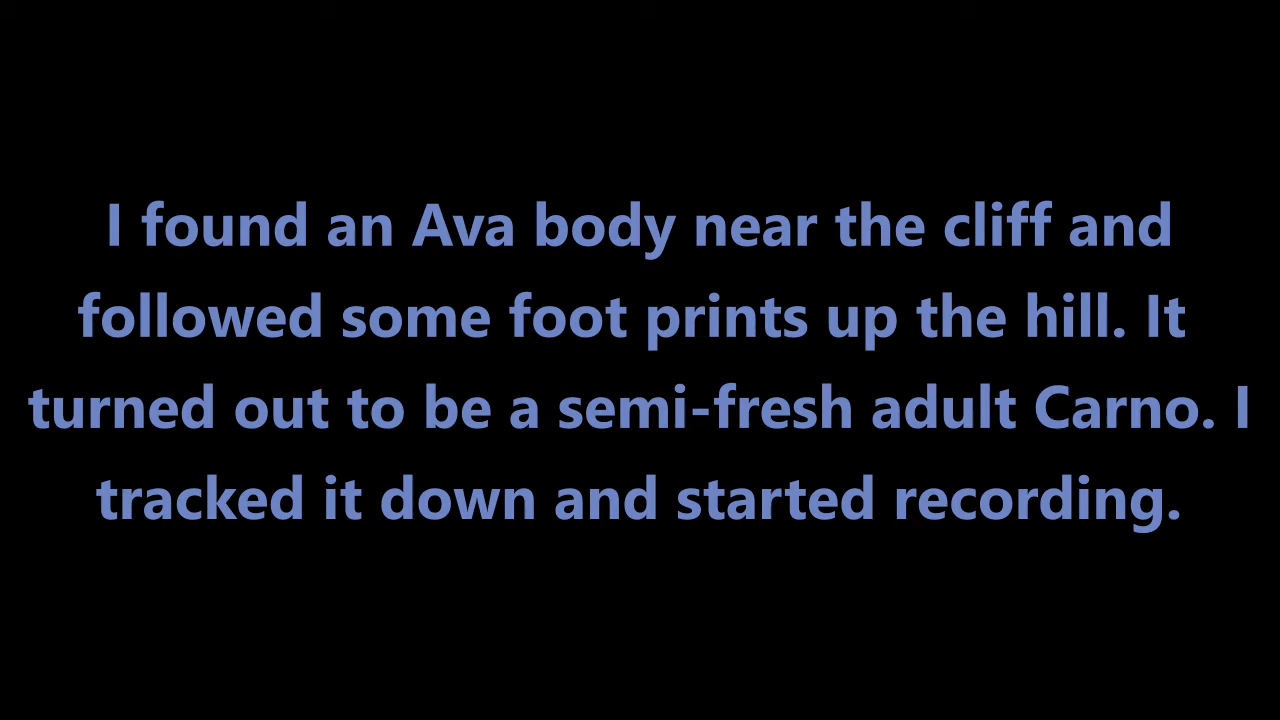 I found an Ava body near the cliff and
followed some foot prints up the hill. It
turned out to be a semi-fresh adult Carno. I
tracked it down and started recording.